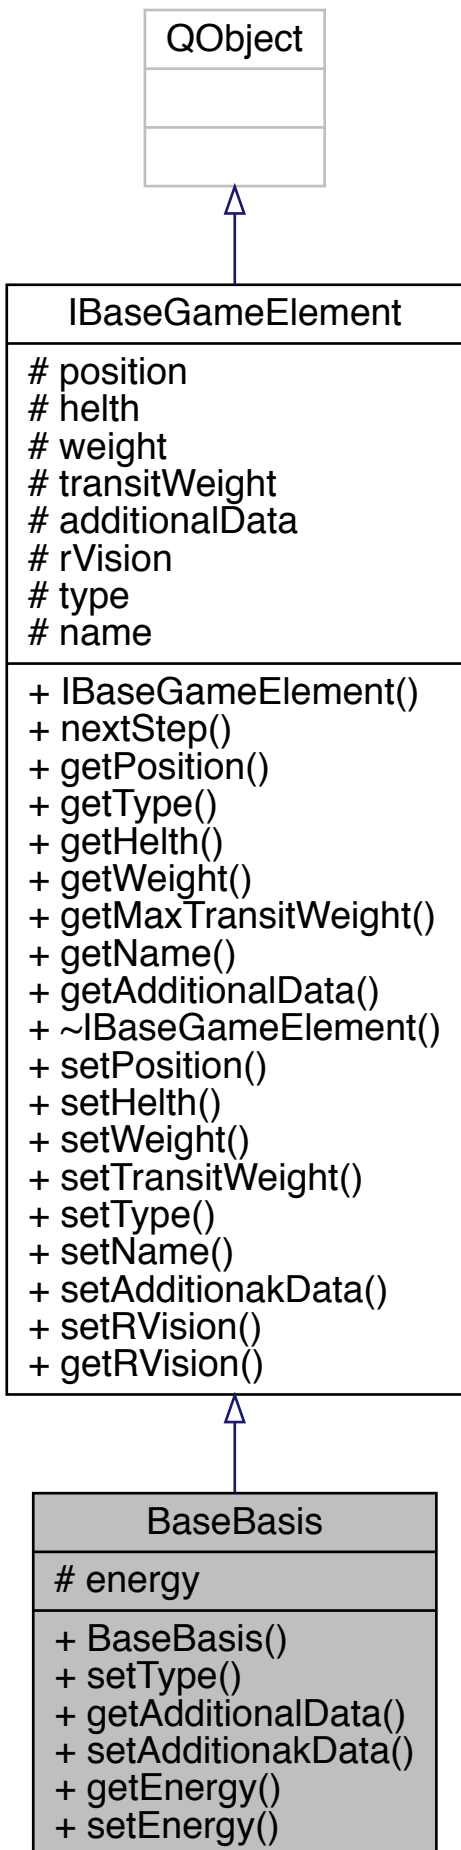 QObject
IBaseGameElement
# position
# helth
# weight
# transitWeight
# additionalData
# rVision
# type
# name
+ IBaseGameElement()
+ nextStep()
+ getPosition()
+ getType()
+ getHelth()
+ getWeight()
+ getMaxTransitWeight()
+ getName()
+ getAdditionalData()
+ ~IBaseGameElement()
+ setPosition()
+ setHelth()
+ setWeight()
+ setTransitWeight()
+ setType()
+ setName()
+ setAdditionakData()
+ setRVision()
+ getRVision()
BaseBasis
# energy
+ BaseBasis()
+ setType()
+ getAdditionalData()
+ setAdditionakData()
+ getEnergy()
+ setEnergy()